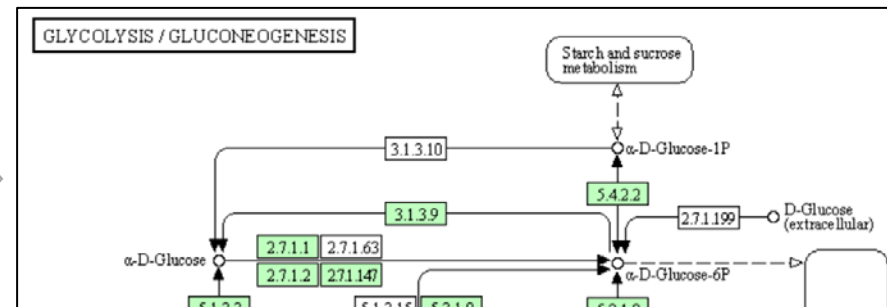 GLYCOLYSIS / GLUCONEOGENESIS
Starch and sucrose
metabolism
3.1.3.10
α-D-Glucose-1P
5.4.2.2
3.1.3.9
2.7.1.199
D-Glucose
(extracellular)
2.7.1.1
2.7.1.63
α-D-Glucose
2.7.1.2
2.7.1.147
α-D-Glucose-6P